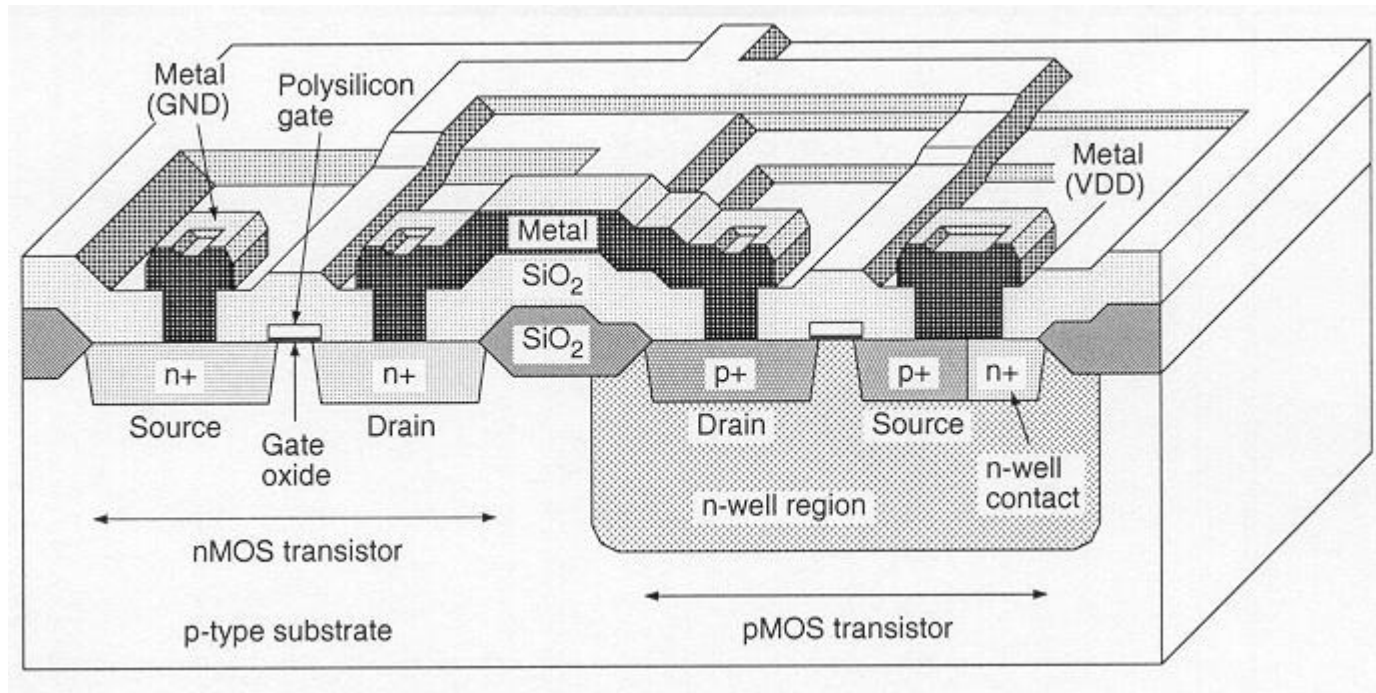 Metal
(GND)
Polysilicon
gate
Metal
(VDD)
Metal
SiO2
SiO2
n+
n+
p+
p+
n+
Source
Gate
oxide
Drain
Drain
Source
n-well
contact
n-well region
nMOS transistor
pMOS transistor
p-type substrate